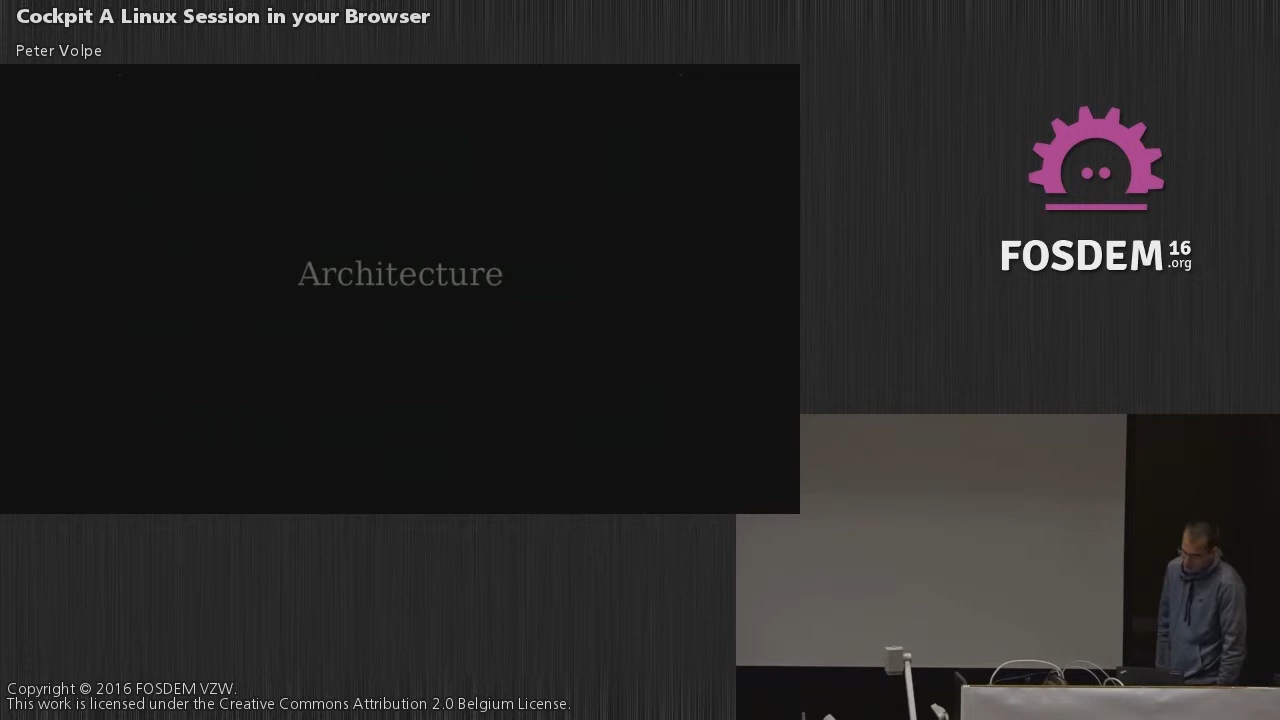 Cockpit A Linux Session in your Browser
Peter Volpe
Architecture
FOSDEM 16
.org
Copyright © 2016 FOSDEM VZW.
This work is licensed under the Creative Commons Attribution 2.0 Belgium License.